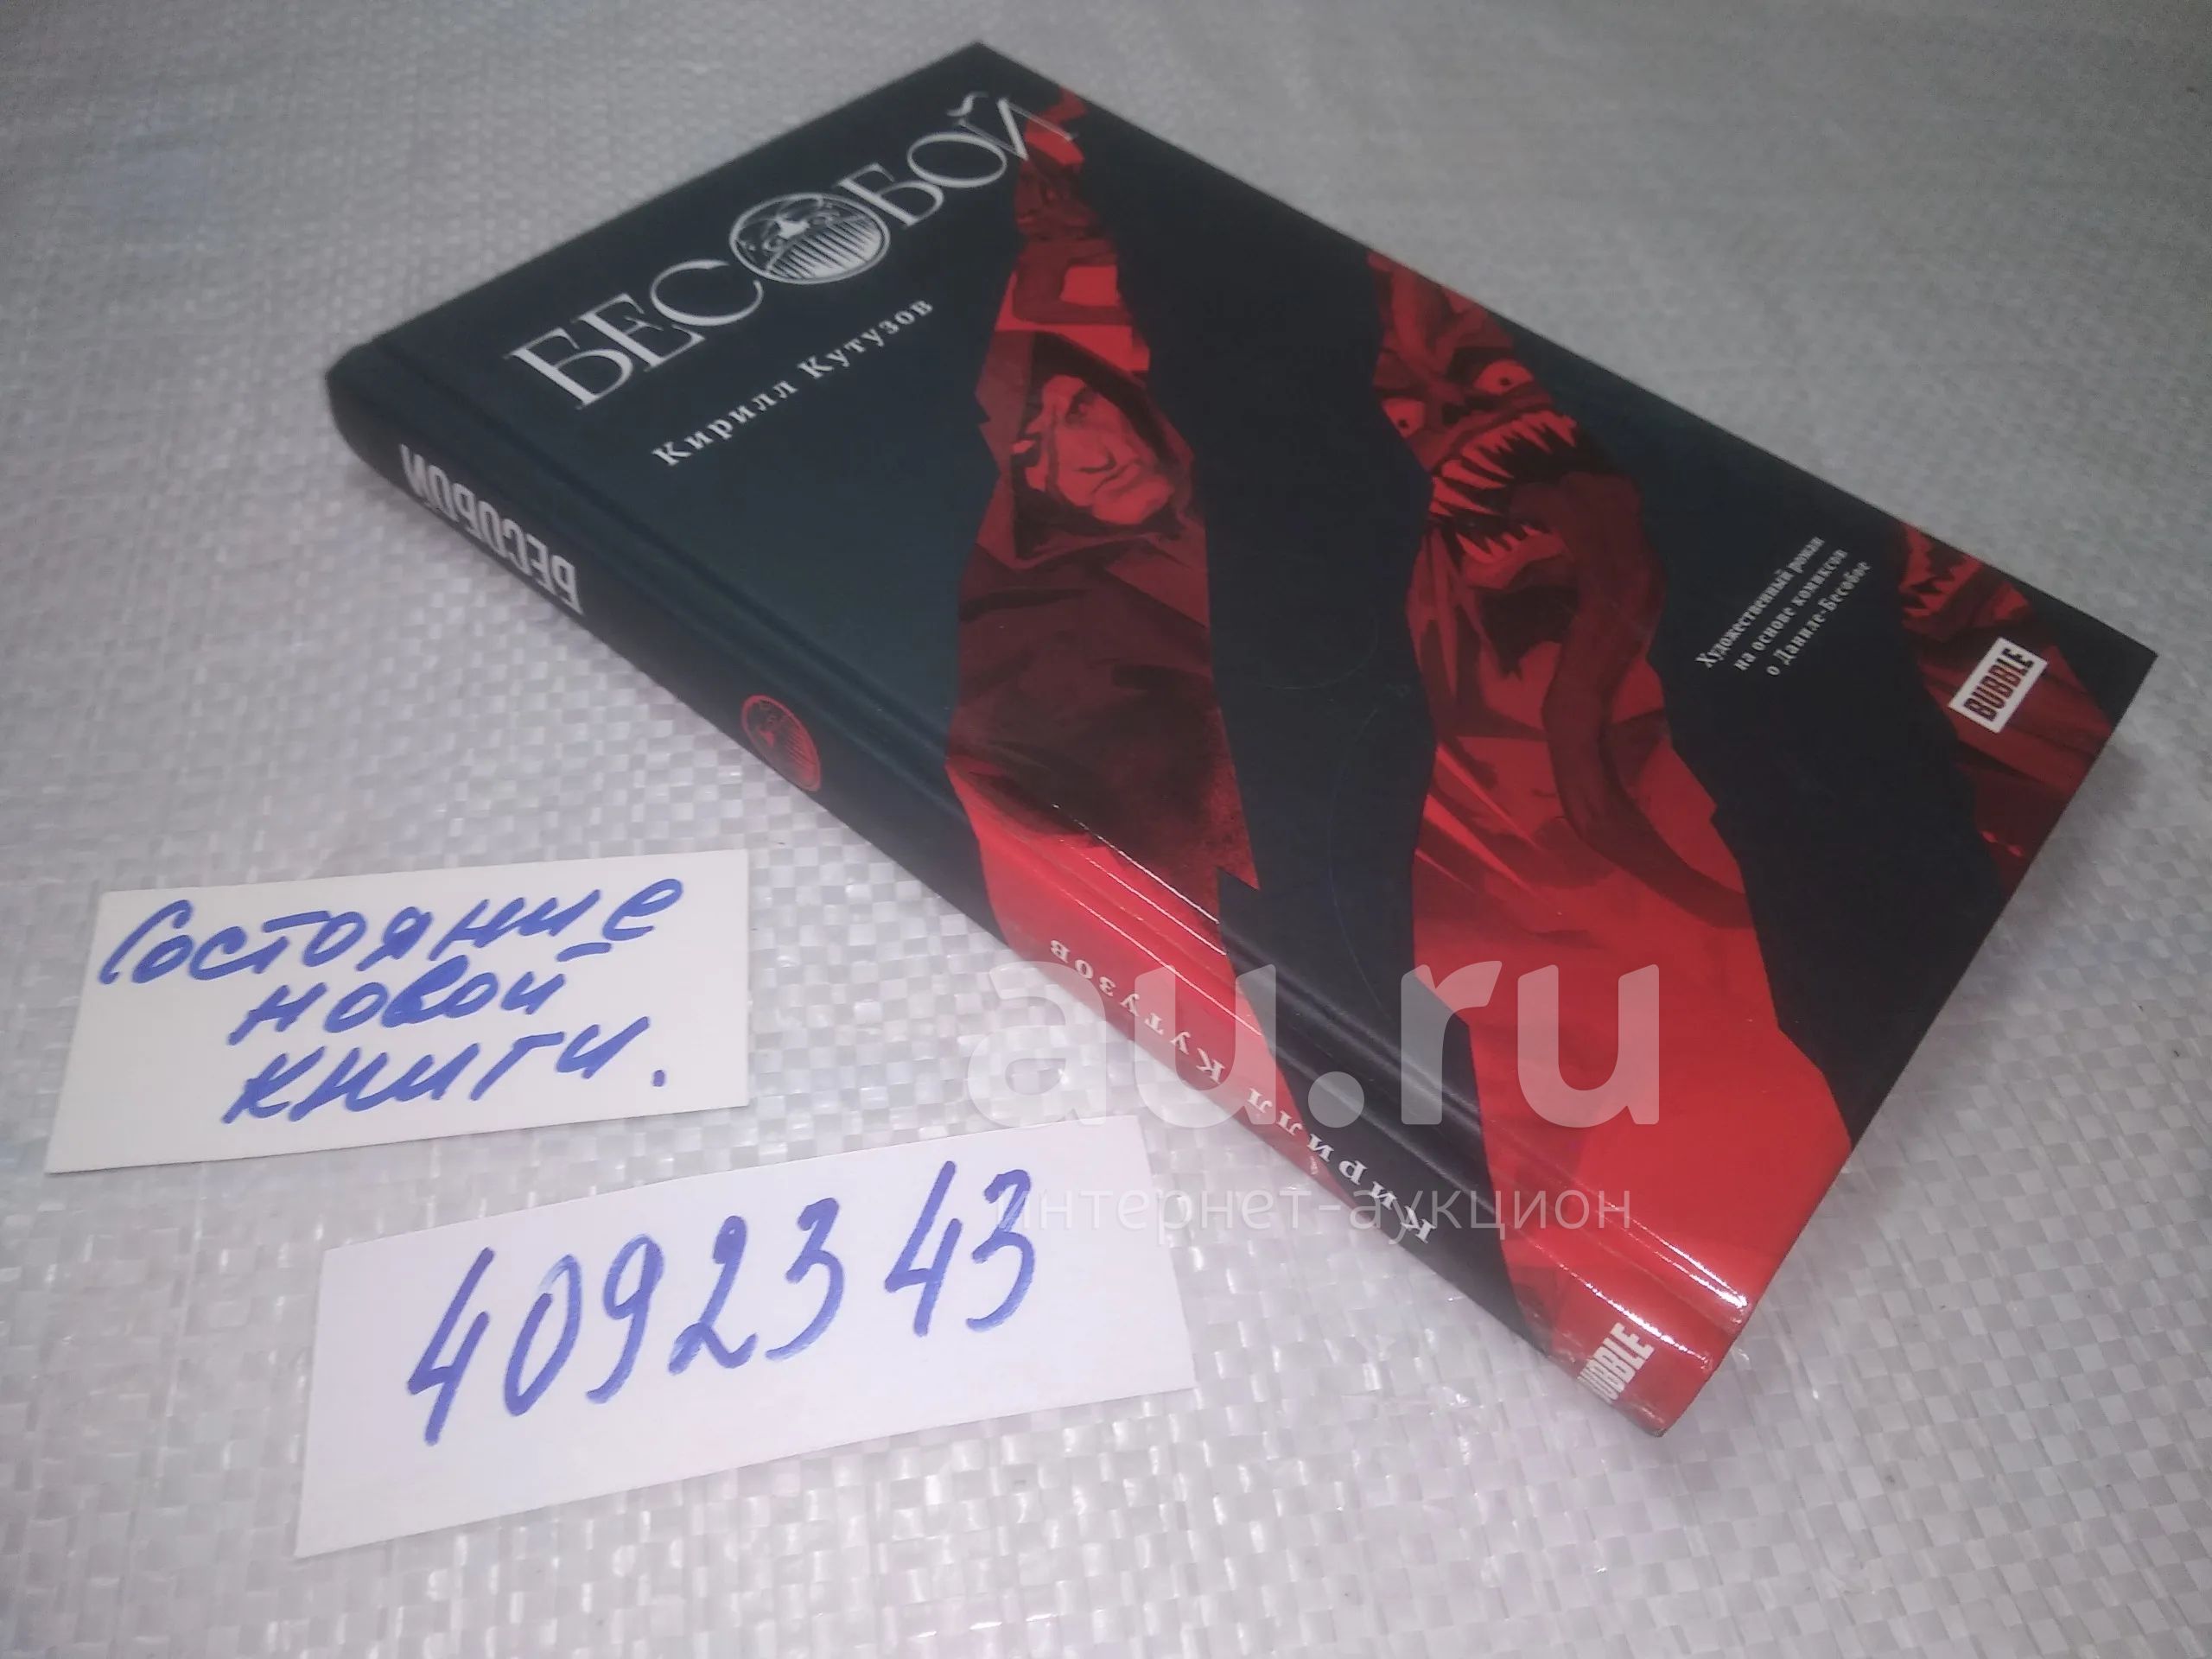 БЕСОБОЙ
Кирилл Кутузов
Художественный роман
на основе комиксов
о Даниле-Бесобое
BUBBLE
БЕСОБОЙ
Кирилл Кутузов
BUBBLE
Состояние
новой
книги.
4092343
au.ru
интернет-аукцион